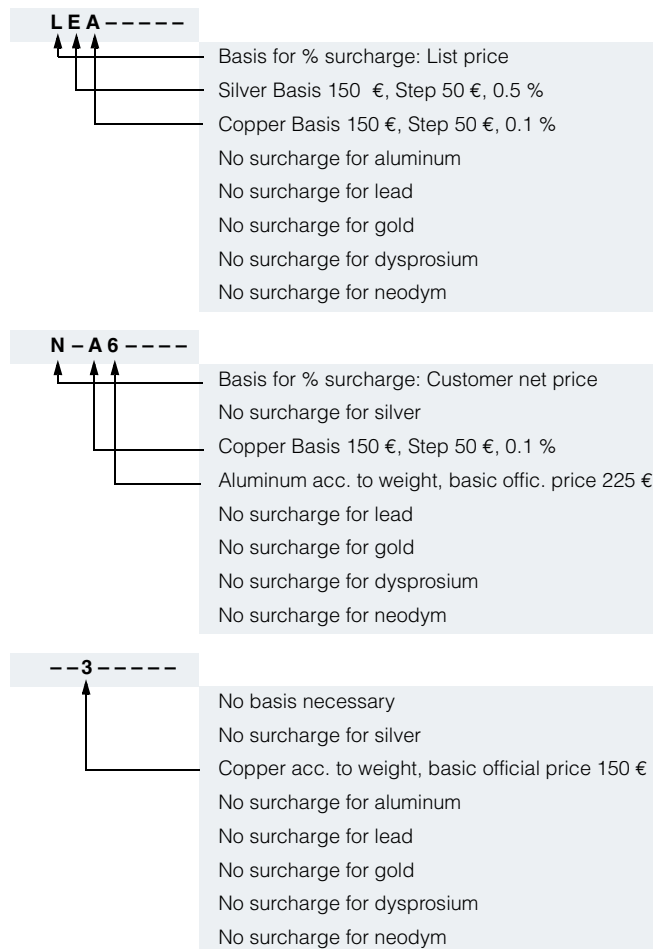 L E A – – – – –
Basis for % surcharge: List price
Silver Basis 150 €, Step 50 €, 0.5 %
Copper Basis 150 €, Step 50 €, 0.1 %
No surcharge for aluminum
No surcharge for lead
No surcharge for gold
No surcharge for dysprosium
No surcharge for neodym
N – A 6 – – – –
Basis for % surcharge: Customer net price
No surcharge for silver
Copper Basis 150 €, Step 50 €, 0.1 %
Aluminum acc. to weight, basic offic. price 225 €
No surcharge for lead
No surcharge for gold
No surcharge for dysprosium
No surcharge for neodym
– – 3 – – – – –
No basis necessary
No surcharge for silver
Copper acc. to weight, basic official price 150 €
No surcharge for aluminum
No surcharge for lead
No surcharge for gold
No surcharge for dysprosium
No surcharge for neodym